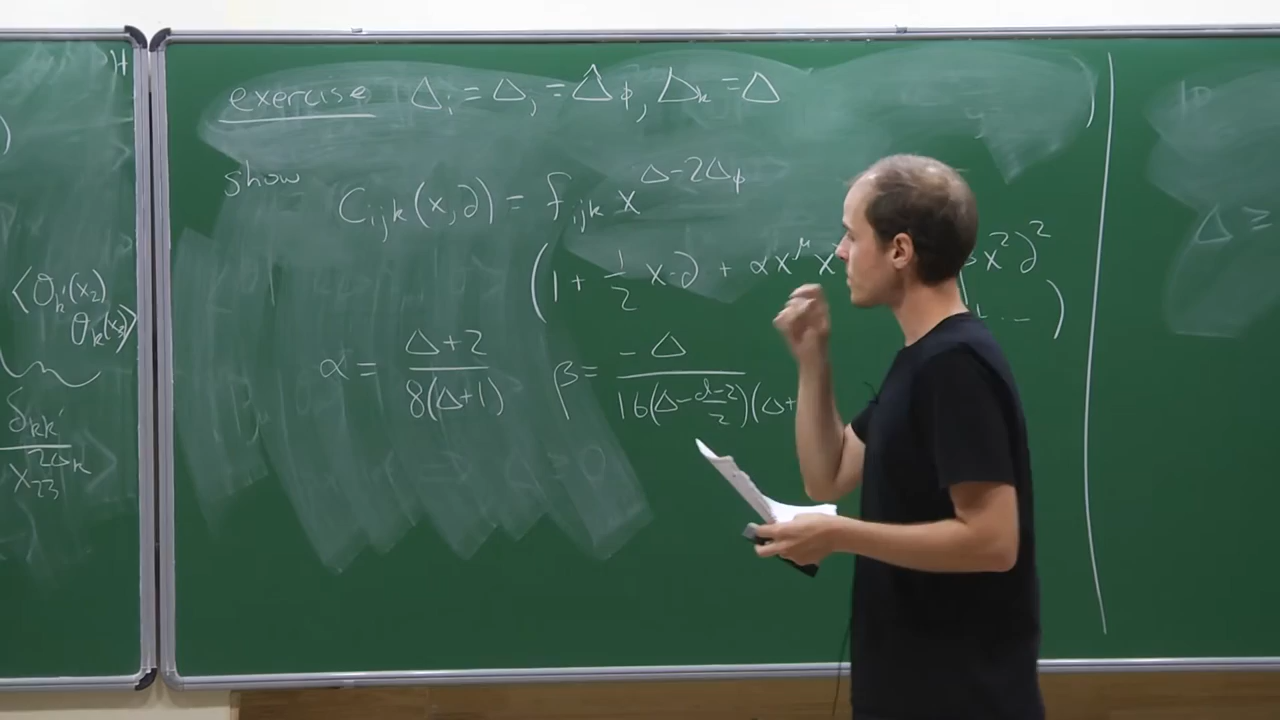 H
)
⟨O_k'(x_2)
O_k(x_3)⟩
δ_kk'
x_23^2Δ_k
exercise Δ_i = Δ_j = Δ_φ, Δ_k = Δ
)
show
C_ijk(x,∂) = f_ijk x^Δ-2Δ_φ
(1 + 1/2 x·∂ + αx^μ x
x^2∂^2
... )
α = Δ+2 / 8(Δ+1) β = -Δ / 16(Δ - d-2/2)(Δ+
Δ ≥